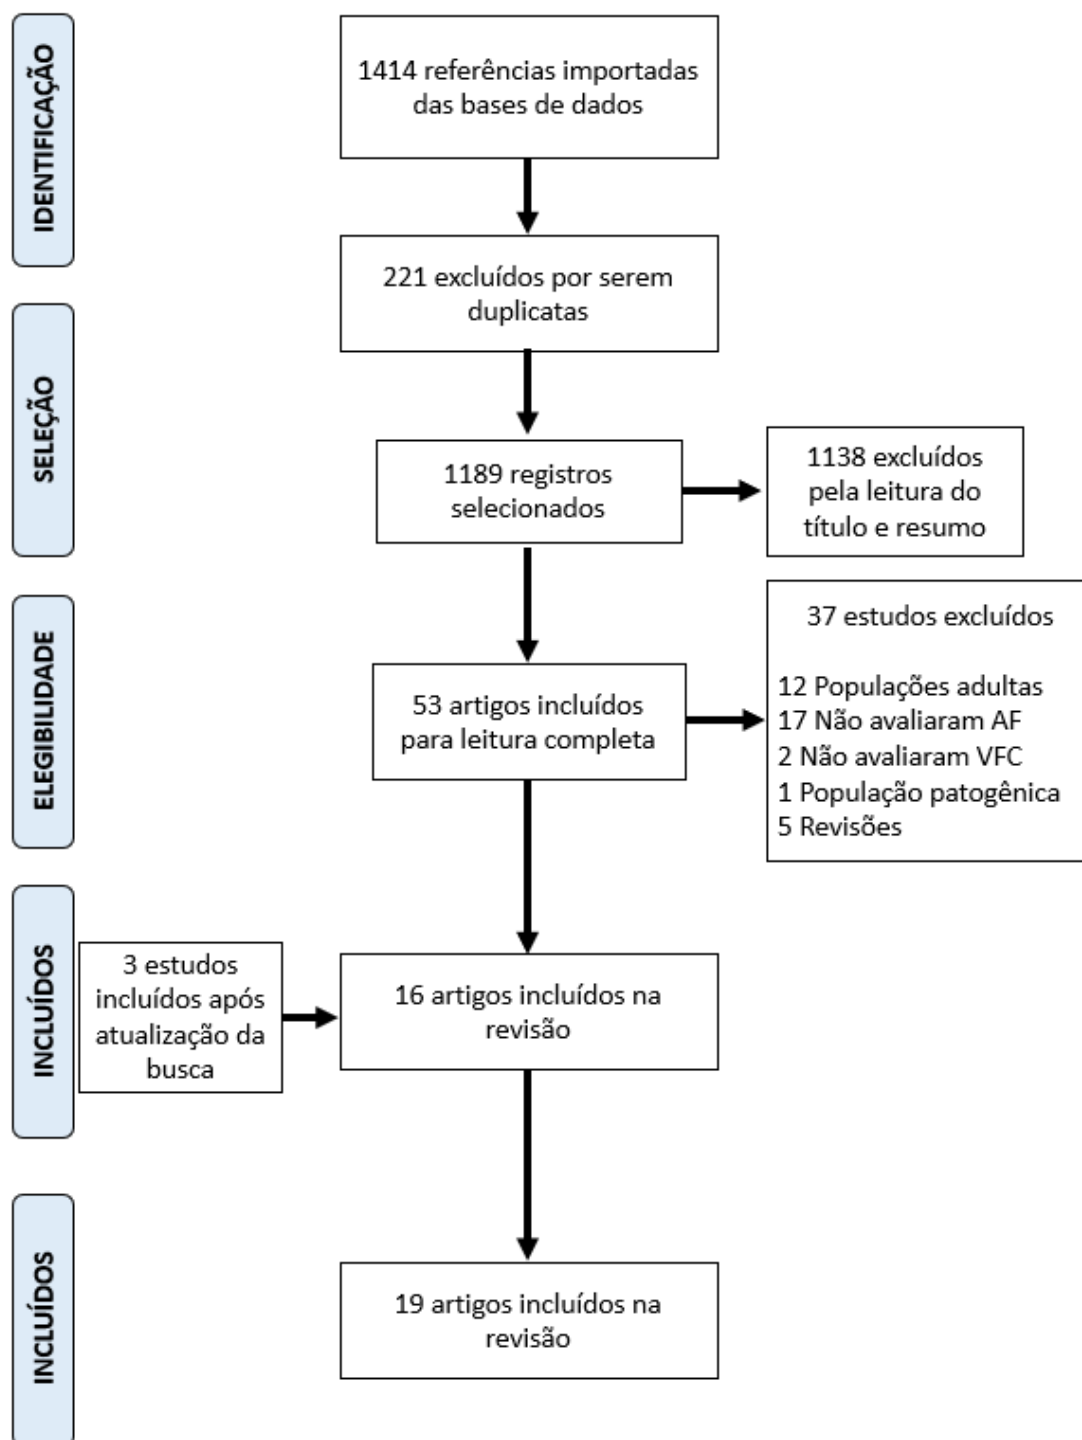 IDENTIFICAÇÃO
1414 referências importadas
das bases de dados
221 excluídos por serem
duplicatas
SELEÇÃO
1189 registros
selecionados
1138 excluídos
pela leitura do
título e resumo
ELEGIBILIDADE
53 artigos incluídos
para leitura completa
37 estudos excluídos
12 Populações adultas
17 Não avaliaram AF
2 Não avaliaram VFC
1 População patogênica
5 Revisões
INCLUÍDOS
3 estudos
incluídos após
atualização da
busca
16 artigos incluídos na
revisão
INCLUÍDOS
19 artigos incluídos na
revisão